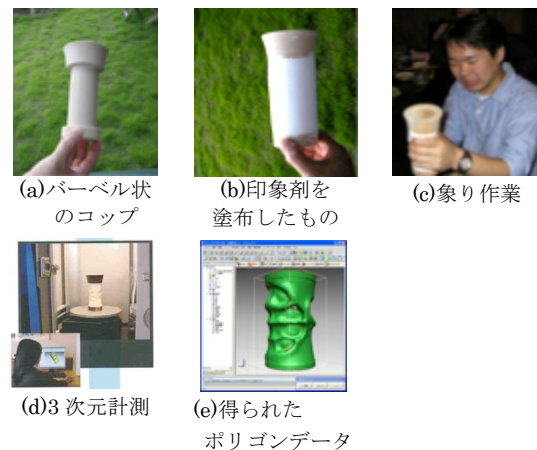 (a)バーベル状
のコップ
(b)印象剤を
塗布したもの
(c)象り作業
(d)3 次元計測
(e)得られた
ポリゴンデータ